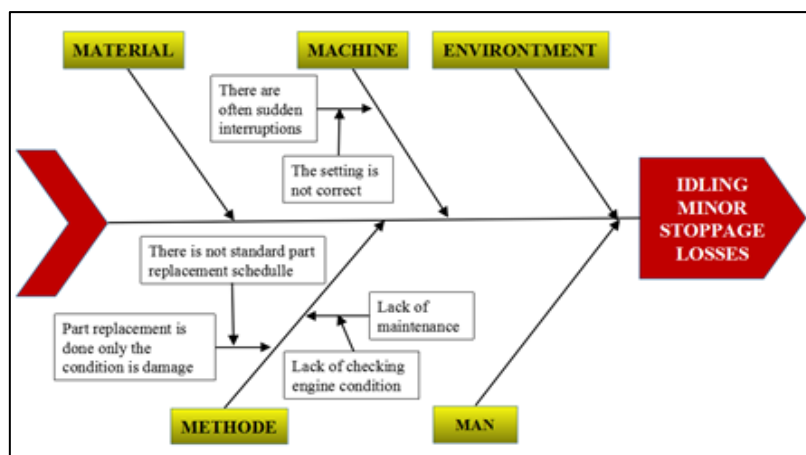 MATERIAL
MACHINE
ENVIRONTMENT
There are
often sudden
interruptions
The setting is
not correct
IDLING
MINOR
STOPPAGE
LOSSES
There is not standard part
replacement schedulle
Part replacement is
done only the
condition is damage
Lack of
maintenance
Lack of checking
engine condition
METHODE
MAN